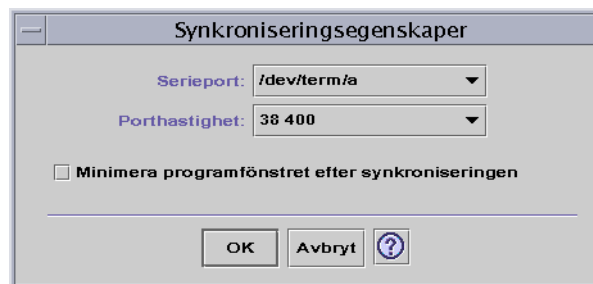 Synkroniseringsegenskaper
Serieport: /dev/term/a
Porthastighet: 38 400
Minimera programfönstret efter synkroniseringen
OK Avbryt ?